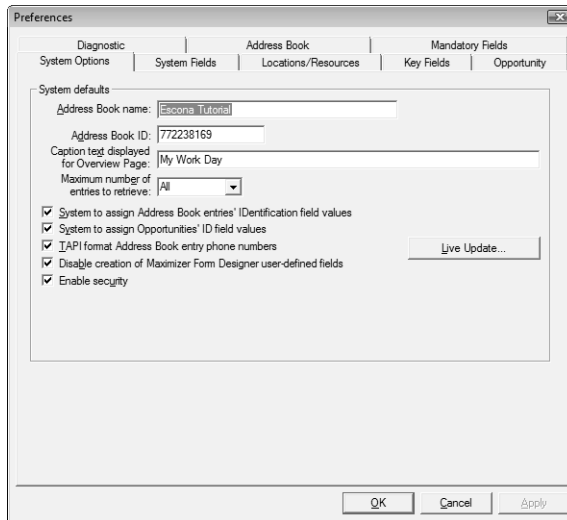 Preferences
Diagnostic
Address Book
Mandatory Fields
System Options
System Fields
Locations/Resources
Key Fields
Opportunity
System defaults
Address Book name: Escona Tutorial
Address Book ID: 772238169
Caption text displayed
for Overview Page: My Work Day
Maximum number of
entries to retrieve: All
System to assign Address Book entries' IDentification field values
System to assign Opportunities' ID field values
TAPI format Address Book entry phone numbers
Live Update...
Disable creation of Maximizer Form Designer user-defined fields
Enable security
OK
Cancel
Apply